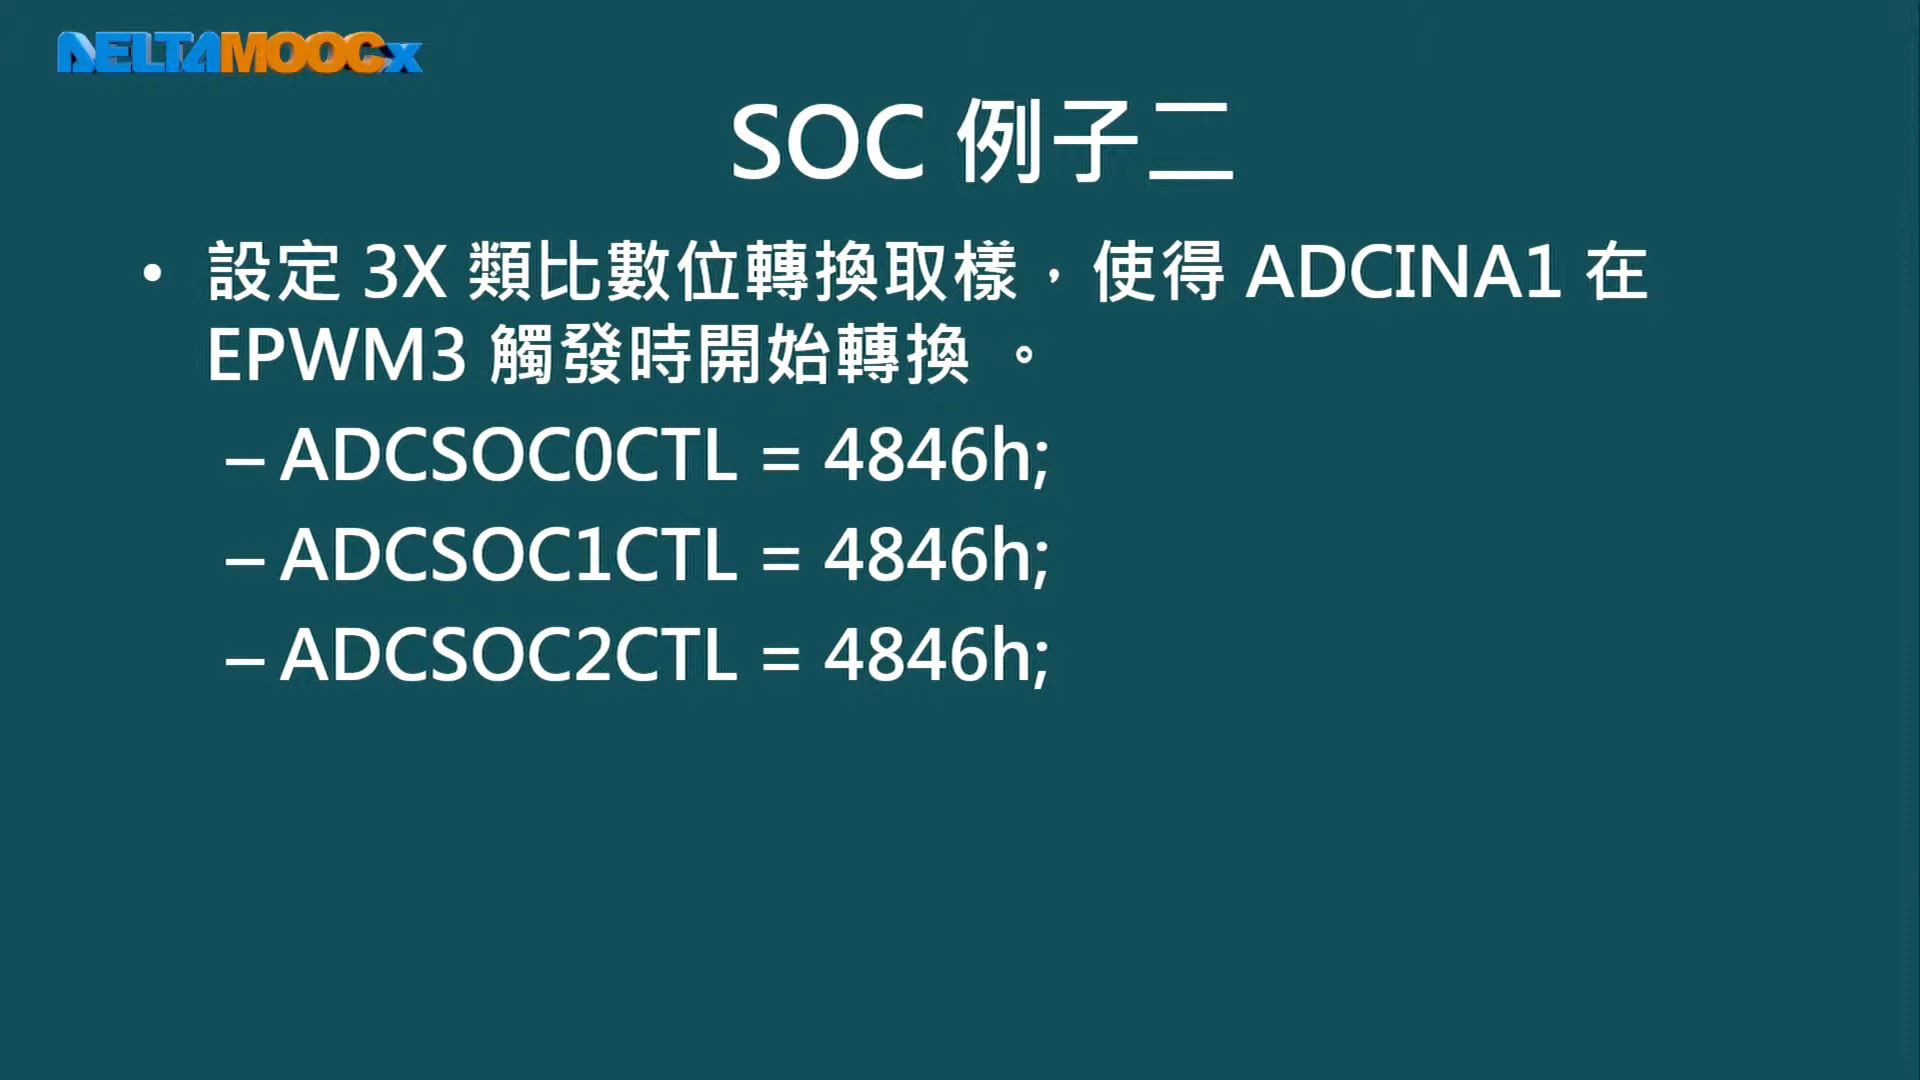 DELTAMOOCx
SOC 例子二
• 設定 3X 類比數位轉換取樣，使得 ADCINA1 在
EPWM3 觸發時開始轉換 。
– ADCSOC0CTL = 4846h;
– ADCSOC1CTL = 4846h;
– ADCSOC2CTL = 4846h;